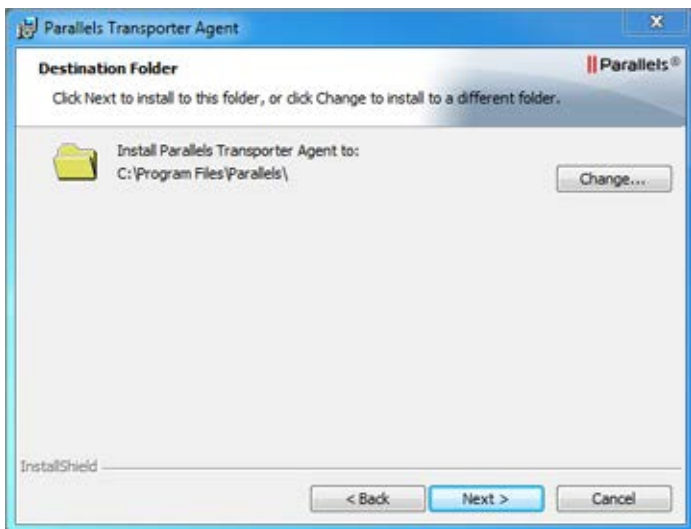 Parallels Transporter Agent
Destination Folder
Parallels®
Click Next to install to this folder, or click Change to install to a different folder.
Install Parallels Transporter Agent to:
C:\Program Files\Parallels\
Change...
InstallShield
< Back
Next >
Cancel